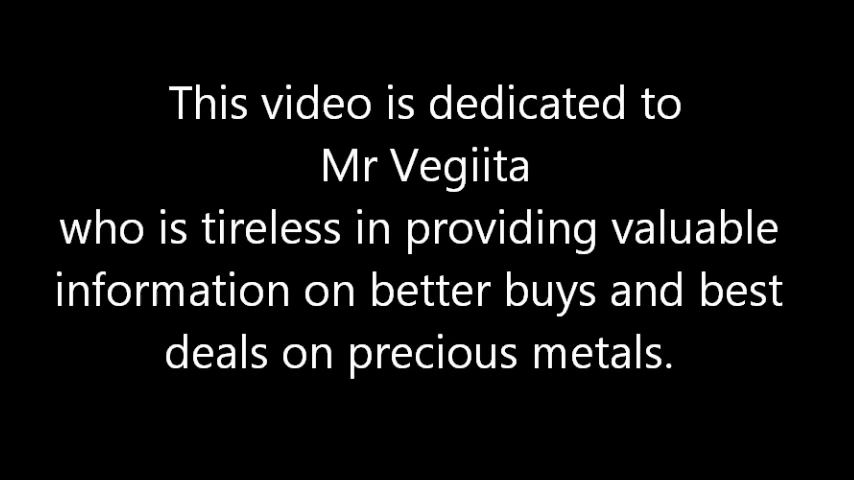 This video is dedicated to
Mr Vegiita
who is tireless in providing valuable
information on better buys and best
deals on precious metals.